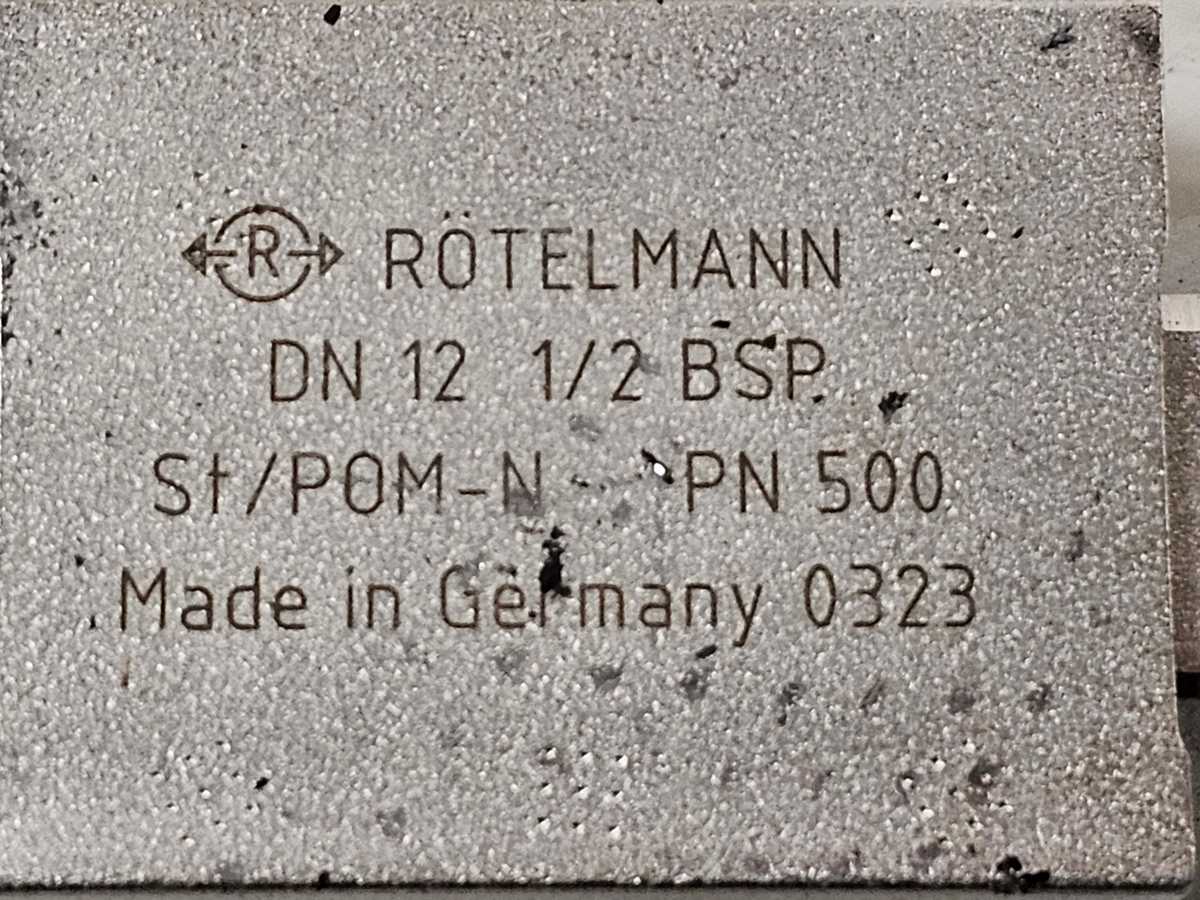 R RÖTELMANN
DN 12 1/2 BSP
St/POM-N PN 500
Made in Germany 0323